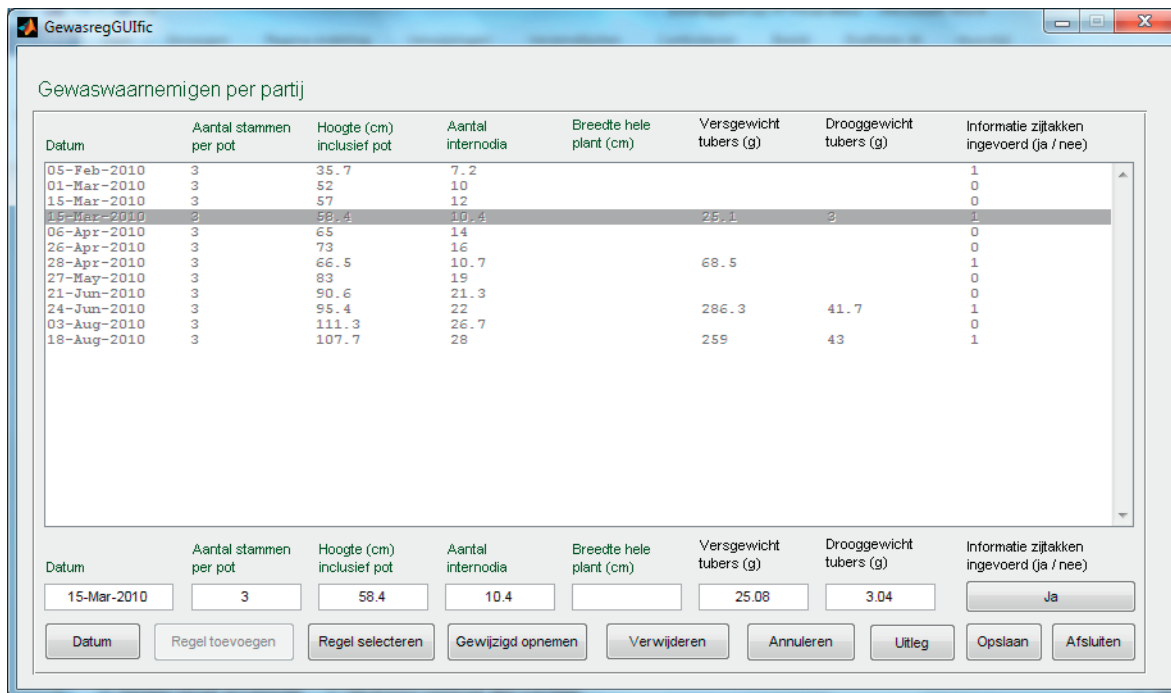 GewasregGUIfic
Gewaswaarnemigen per partij
Datum Aantal stammen per pot Hoogte (cm) inclusief pot Aantal internodia Breedte hele plant (cm) Versgewicht tubers (g) Drooggewicht tubers (g) Informatie zijtakken ingevoerd (ja / nee)
05-Feb-2010 3 35.7 7.2 1
01-Mar-2010 3 52 10 0
15-Mar-2010 3 57 12 0
15-Mar-2010 3 58.4 10.4 25.1 3 1
06-Apr-2010 3 65 14 0
26-Apr-2010 3 73 16 0
28-Apr-2010 3 66.5 10.7 68.5 1
27-May-2010 3 83 19 0
21-Jun-2010 3 90.6 21.3 0
24-Jun-2010 3 95.4 22 286.3 41.7 1
03-Aug-2010 3 111.3 26.7 0
18-Aug-2010 3 107.7 28 259 43 1
Datum Aantal stammen per pot Hoogte (cm) inclusief pot Aantal internodia Breedte hele plant (cm) Versgewicht tubers (g) Drooggewicht tubers (g) Informatie zijtakken ingevoerd (ja / nee)
15-Mar-2010 3 58.4 10.4 25.08 3.04 Ja
Datum Regel toevoegen Regel selecteren Gewijzigd opnemen Verwijderen Annuleren Uitleg Opslaan Afsluiten